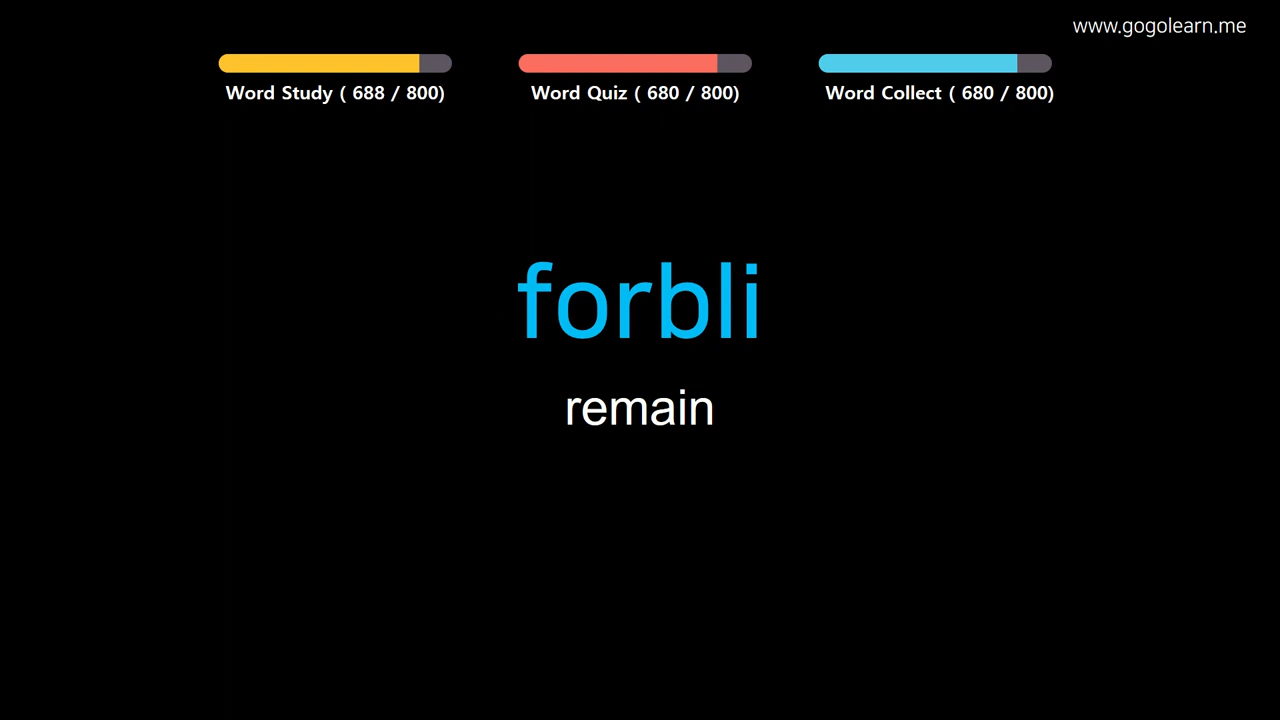 www.gogolearn.me
Word Study ( 688 / 800)
Word Quiz ( 680 / 800)
Word Collect ( 680 / 800)
forbli
remain